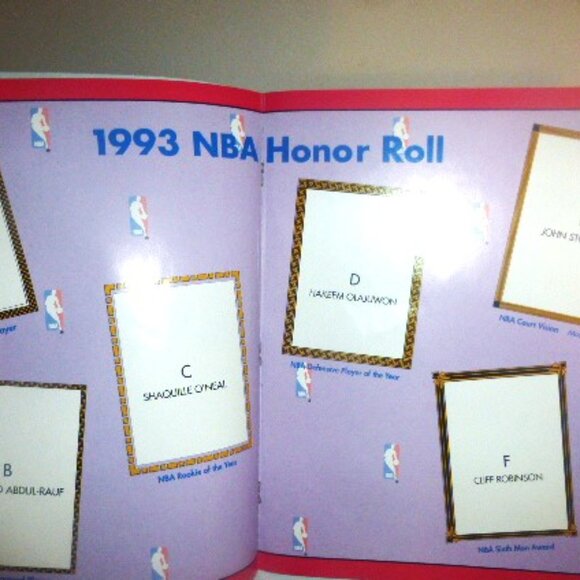 1993 NBA Honor Roll
D
HAKEEM OLAJUWON
NBA Defensive Player of the Year
JOHN
NBA Court Vision
C
SHAQUILLE O'NEAL
NBA Rookie of the Year
B
ABDUL-RAUF
F
CLIFF ROBINSON
NBA Sixth Man Award